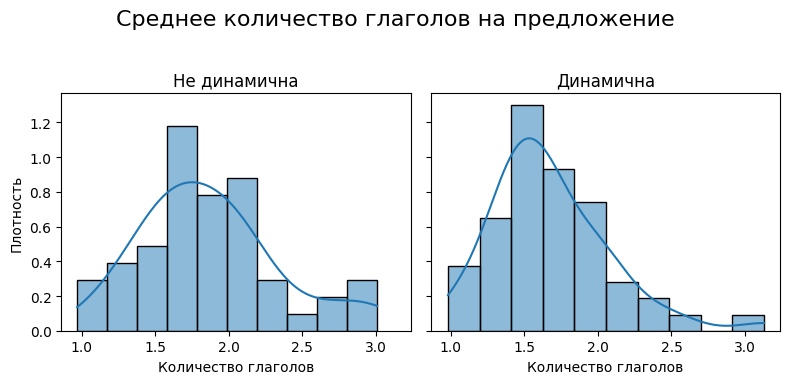 Среднее количество глаголов на предложение
Не динамична
Динамична
Плотность
1.2
1.0
0.8
0.6
0.4
0.2
0.0
1.0 1.5 2.0 2.5 3.0
1.0 1.5 2.0 2.5 3.0
Количество глаголов
Количество глаголов